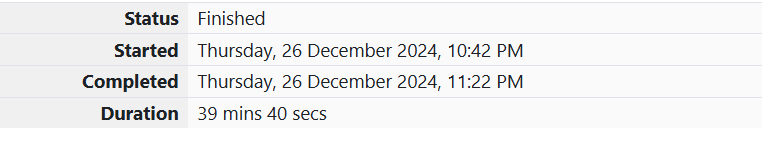 Status Finished
Started Thursday, 26 December 2024, 10:42 PM
Completed Thursday, 26 December 2024, 11:22 PM
Duration 39 mins 40 secs